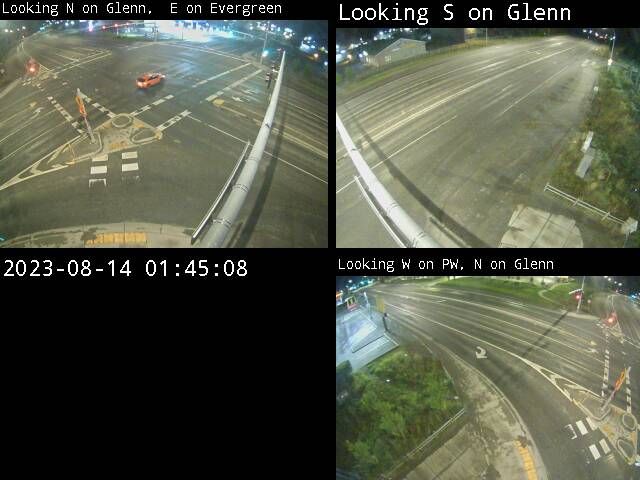 Looking N on Glenn,  E on Evergreen
Looking S on Glenn
2023-08-14 01:45:08
Looking W on PW, N on Glenn